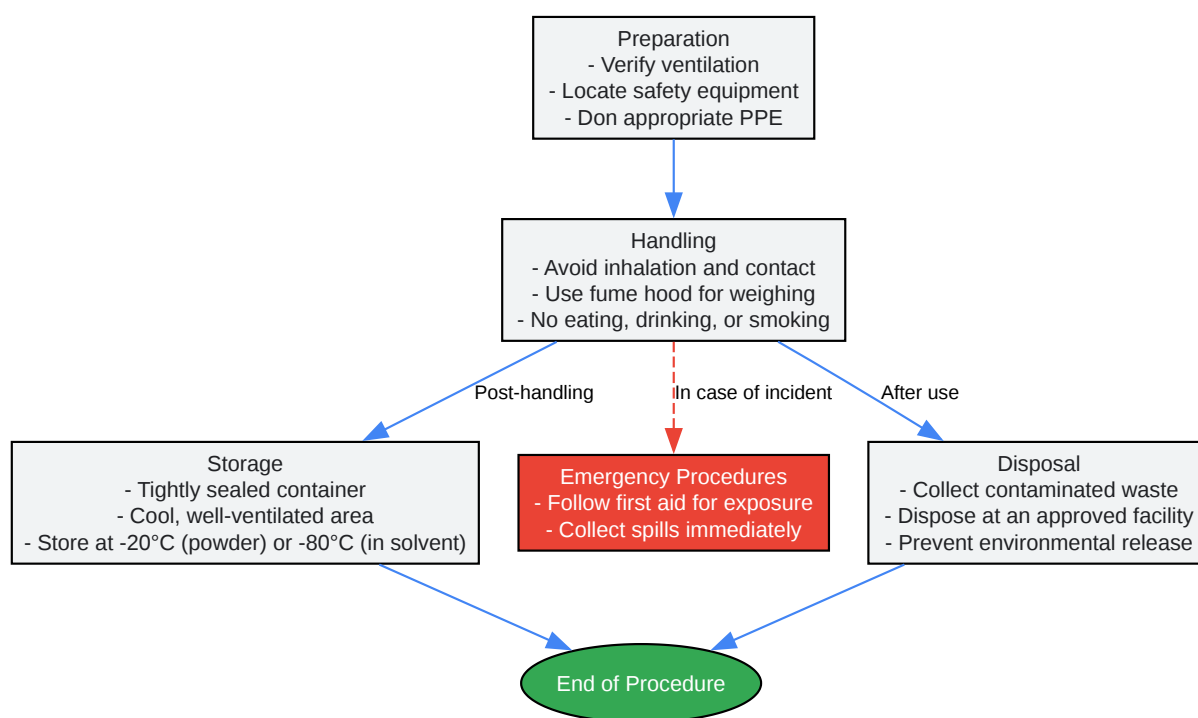 Preparation
- Verify ventilation
- Locate safety equipment
- Don appropriate PPE
Handling
- Avoid inhalation and contact
- Use fume hood for weighing
- No eating, drinking, or smoking
Post-handling
In case of incident
After use
Storage
- Tightly sealed container
- Cool, well-ventilated area
- Store at -20°C (powder) or -80°C (in solvent)
Emergency Procedures
- Follow first aid for exposure
- Collect spills immediately
Disposal
- Collect contaminated waste
- Dispose at an approved facility
- Prevent environmental release
End of Procedure